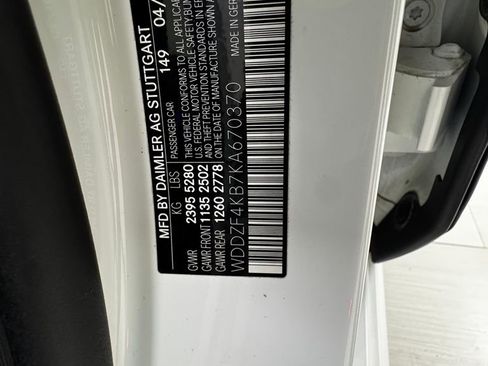 MFD BY DAIMLER AG STUTTGART
149 04/
PASSENGER CAR
KG LBS
GVWR 2395 5280
GAWR FRONT 1135 2502
GAWR REAR 1260 2778
THIS VEHICLE CONFORMS TO ALL APPLICA
U.S. FEDERAL MOTOR VEHICLE SAFETY, BUM
AND THEFT PREVENTION STANDARDS IN EF
ON THE DATE OF MANUFACTURE SHOWN A
MADE IN GER
WDDZF4KB7KA670370